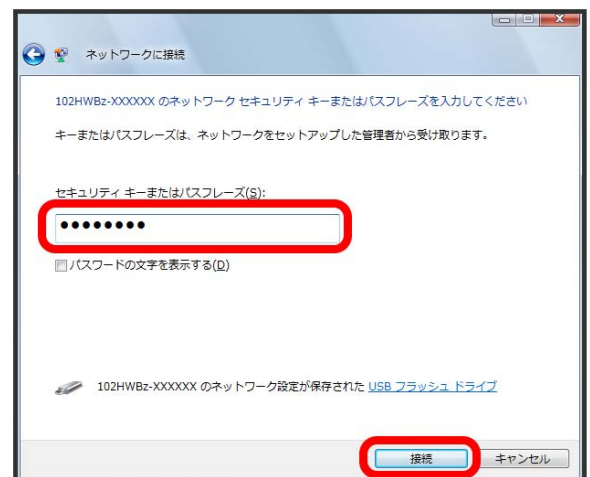 ネットワークに接続
102HWBz-XXXXXX のネットワーク セキュリティ キーまたはパスフレーズを入力してください
キーまたはパスフレーズは、ネットワークをセットアップした管理者から受け取ります。
セキュリティ キーまたはパスフレーズ(S):
●●●●●●●●
パスワードの文字を表示する(D)
102HWBz-XXXXXX のネットワーク設定が保存された USB フラッシュ ドライブ
接続 キャンセル